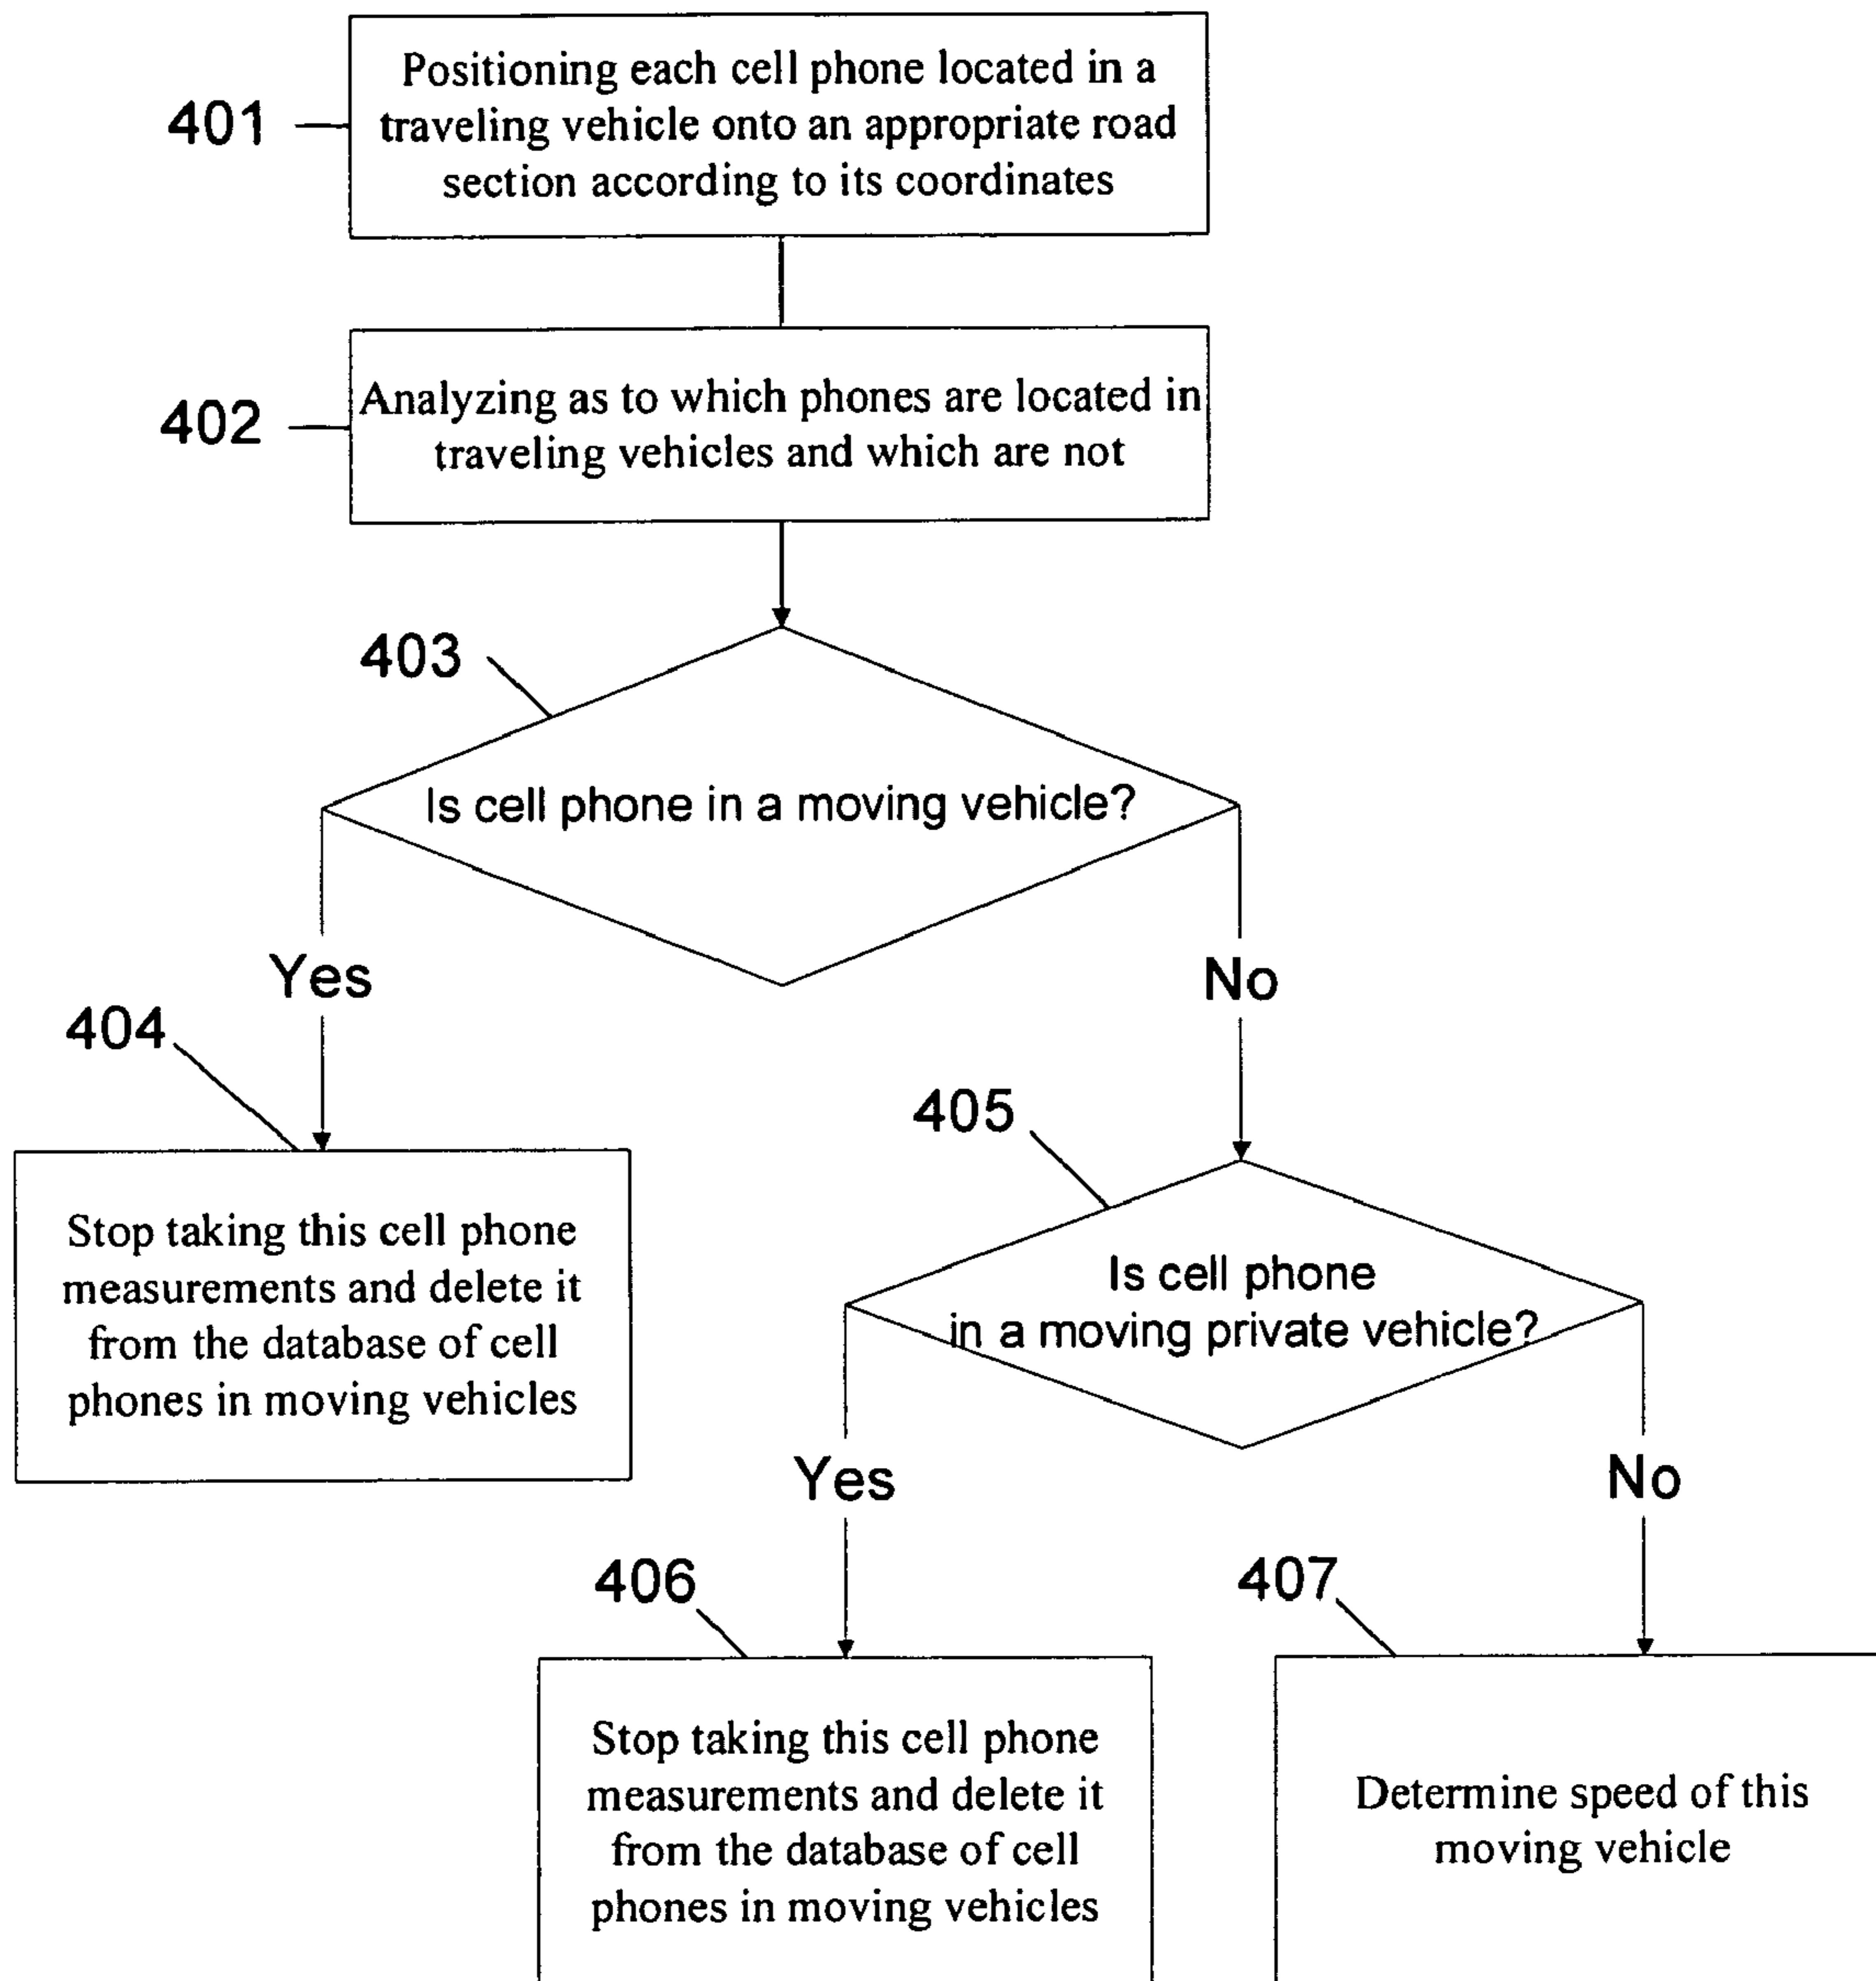 Positioning each cell phone located in a
traveling vehicle onto an appropriate road
section according to its coordinates
401
Analyzing as to which phones are located in
traveling vehicles and which are not
402
403
Is cell phone in a moving vehicle?
Yes
No
404
405
Stop taking this cell phone
measurements and delete it
from the database of cell
phones in moving vehicles
Is cell phone
in a moving private vehicle?
Yes
No
406
407
Stop taking this cell phone
measurements and delete it
from the database of cell
phones in moving vehicles
Determine speed of this
moving vehicle